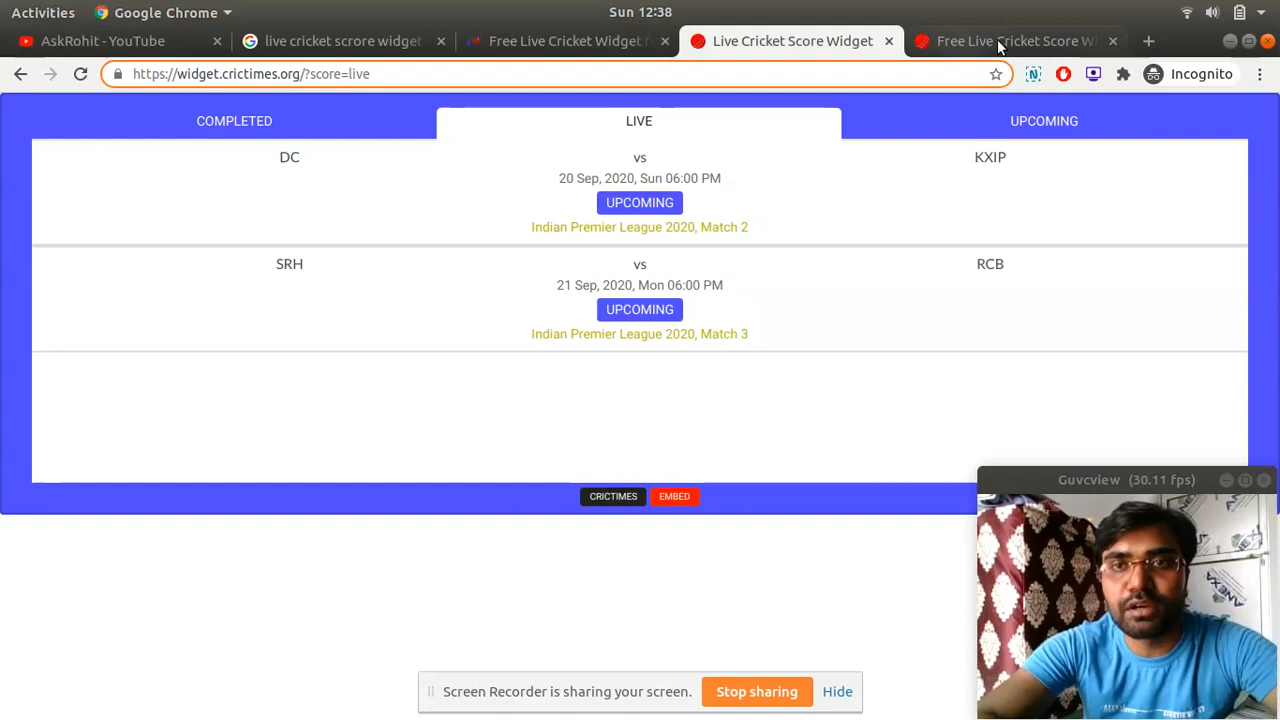 Activities Google Chrome Sun 12:38
AskRohit - YouTube live cricket scrore widget Free Live Cricket Widget f Live Cricket Score Widget Free Live Cricket Score Wi
https://widget.crictimes.org/?score=live Incognito
COMPLETED LIVE UPCOMING
DC vs KXIP
20 Sep, 2020, Sun 06:00 PM
UPCOMING
Indian Premier League 2020, Match 2
SRH vs RCB
21 Sep, 2020, Mon 06:00 PM
UPCOMING
Indian Premier League 2020, Match 3
CRICTIMES EMBED
Guvcview (30.11 fps)
Screen Recorder is sharing your screen. Stop sharing Hide